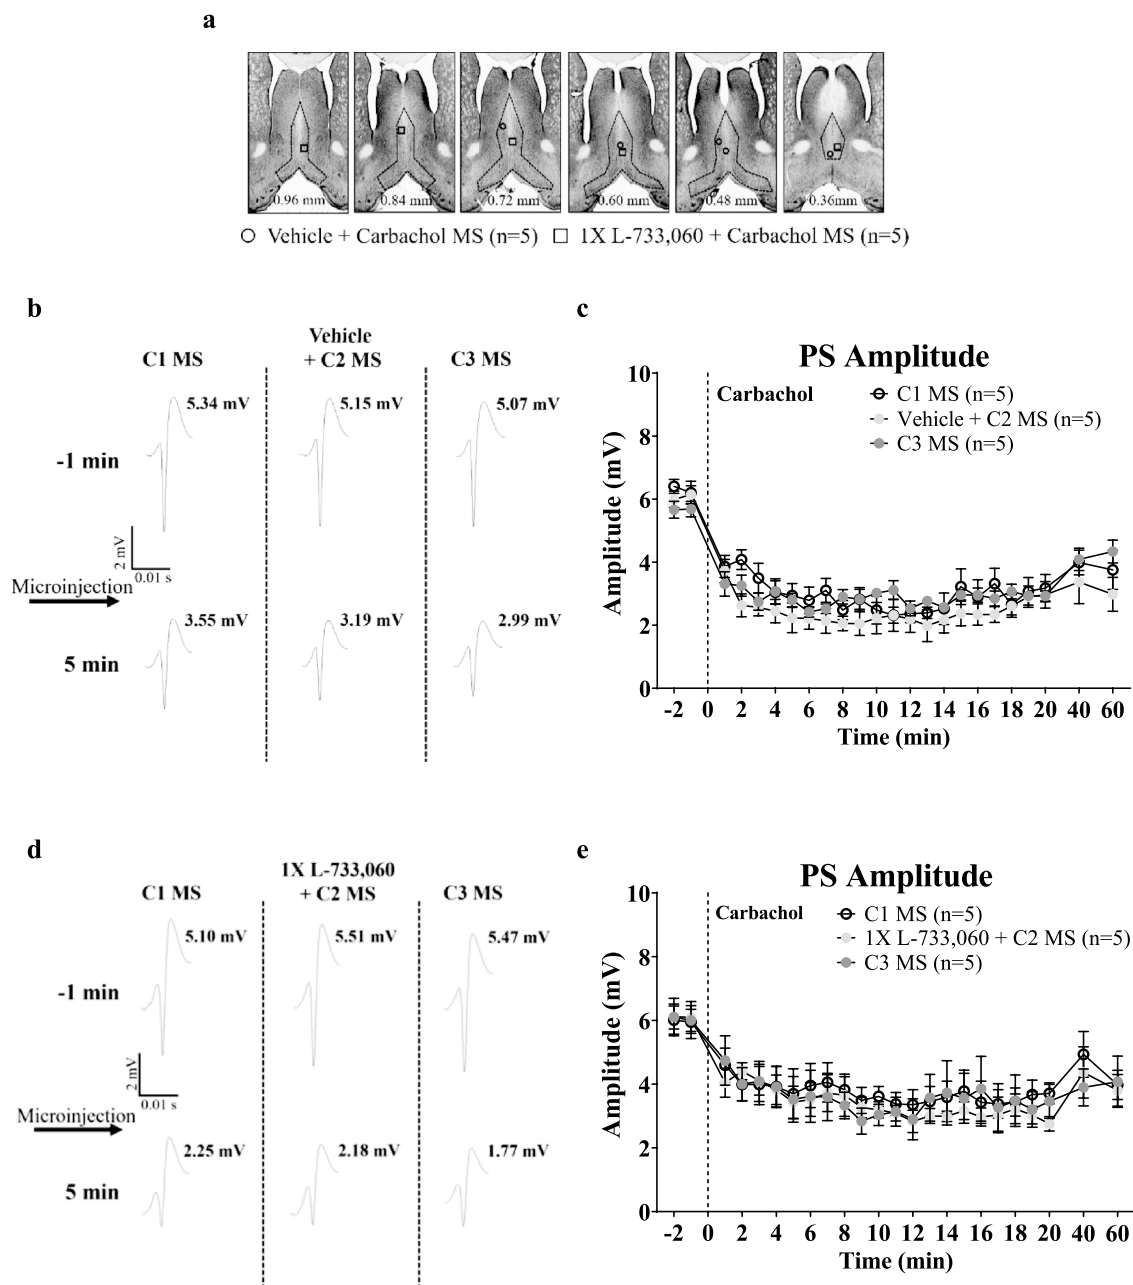 a
0.96 mm 0.84 mm 0.72 mm 0.60 mm 0.48 mm 0.36mm
Vehicle + Carbachol MS (n=5) 1X L-733,060 + Carbachol MS (n=5)
b
C1 MS
Vehicle
+ C2 MS
C3 MS
5.34 mV
5.15 mV
5.07 mV
-1 min
2 mV
0.01 s
Microinjection
3.55 mV
3.19 mV
2.99 mV
5 min
c
PS Amplitude
Carbachol
C1 MS (n=5)
Vehicle + C2 MS (n=5)
C3 MS (n=5)
Amplitude (mV)
10
8
6
4
2
0
-2 0 2 4 6 8 10 12 14 16 18 20 40 60
Time (min)
d
C1 MS
1X L-733,060
+ C2 MS
C3 MS
5.10 mV
5.51 mV
5.47 mV
-1 min
2 mV
0.01 s
Microinjection
2.25 mV
2.18 mV
1.77 mV
5 min
e
PS Amplitude
Carbachol
C1 MS (n=5)
1X L-733,060 + C2 MS (n=5)
C3 MS (n=5)
Amplitude (mV)
10
8
6
4
2
0
-2 0 2 4 6 8 10 12 14 16 18 20 40 60
Time (min)